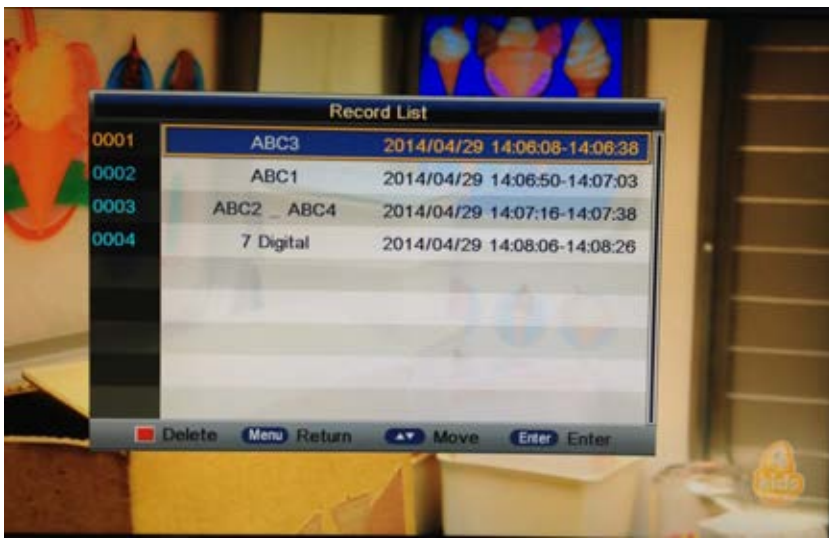 Record List
0001 ABC3 2014/04/29 14:06:08-14:06:38
0002 ABC1 2014/04/29 14:06:50-14:07:03
0003 ABC2 _ ABC4 2014/04/29 14:07:16-14:07:38
0004 7 Digital 2014/04/29 14:08:06-14:08:26
Delete Menu Return Move Enter Enter
kids